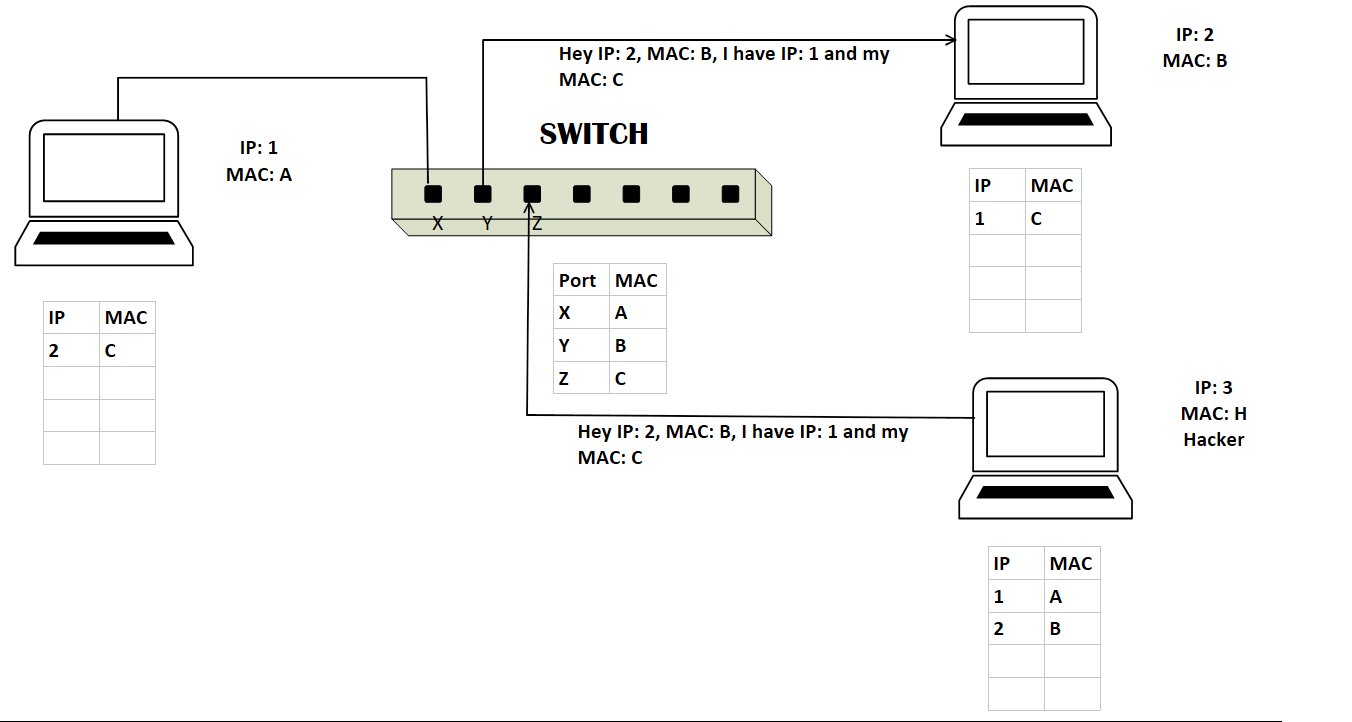 Hey IP: 2, MAC: B, I have IP: 1 and my
MAC: C
IP: 2
MAC: B
SWITCH
IP: 1
MAC: A
X Y Z
IP MAC
1 C
Port MAC
X A
Y B
Z C
IP MAC
2 C
Hey IP: 2, MAC: B, I have IP: 1 and my
MAC: C
IP: 3
MAC: H
Hacker
IP MAC
1 A
2 B